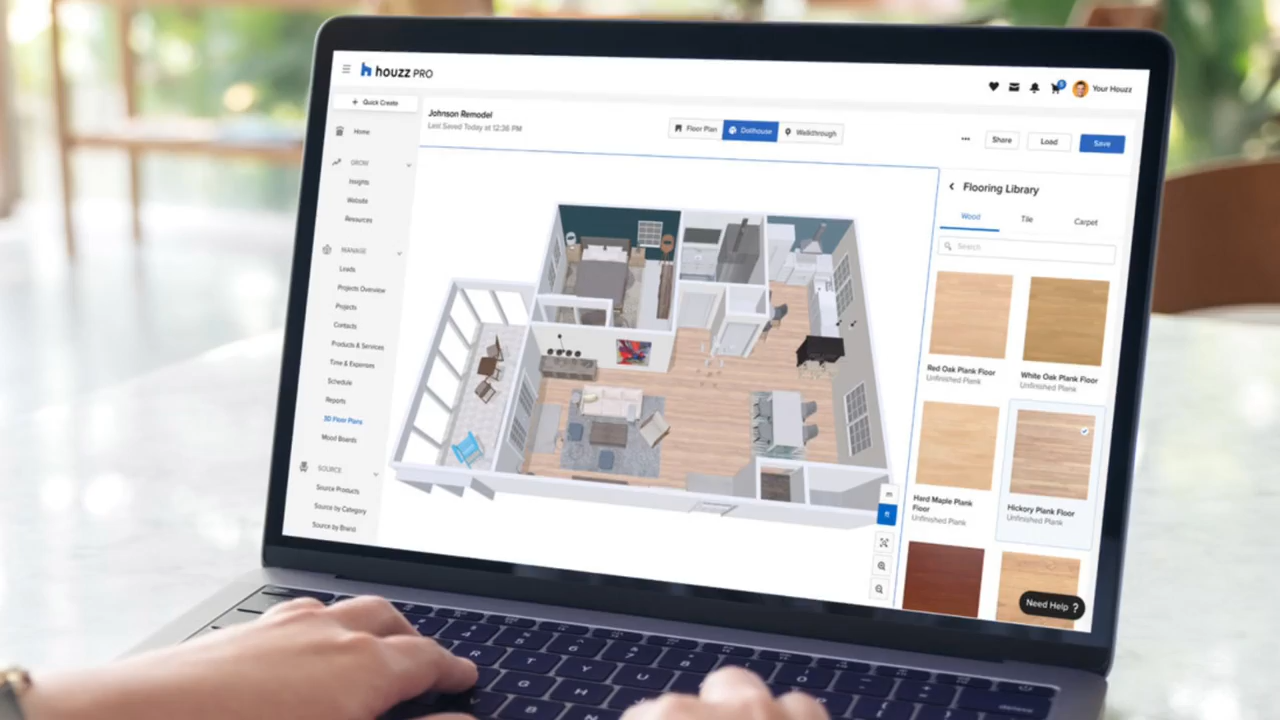 houzz PRO
Your Houzz
Quick Create
Johnson Remodel
Last Saved Today at 12:36 PM
Floor Plan
Dollhouse
Walkthrough
Share
Load
Save
Home
GROW
Insights
Website
Resources
MANAGE
Leads
Projects Overview
Projects
Contacts
Products & Services
Time & Expenses
Schedule
Reports
3D Floor Plans
Mood Boards
SOURCE
Source Products
Source by Category
Source by Brand
m
ft
Flooring Library
Wood
Tile
Carpet
Search
Red Oak Plank Floor
Unfinished Plank
White Oak Plank Floor
Unfinished Plank
Hard Maple Plank
Floor
Unfinished Plank
Hickory Plank Floor
Unfinished Plank
Need Help ?
R
T
Y
U
G
H
delete